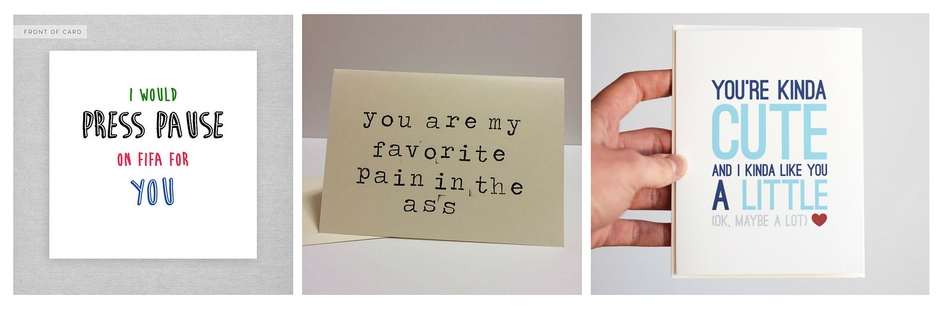 FRONT OF CARD
I WOULD
PRESS PAUSE
ON FIFA FOR
YOU
you are my
favorite
pain in the
ass
YOU'RE KINDA
CUTE
AND I KINDA LIKE YOU
A LITTLE
(OK, MAYBE A LOT)